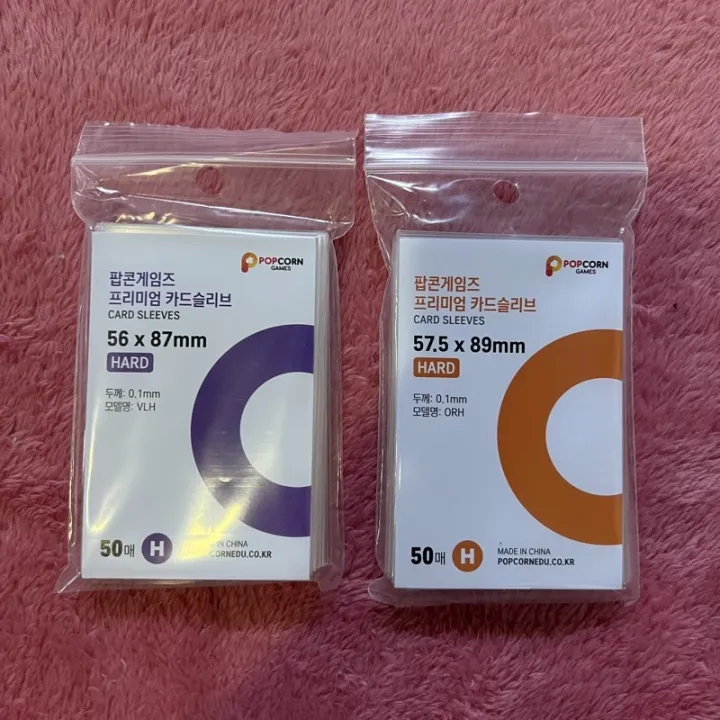 POPCORN
GAMES
팝콘게임즈
프리미엄 카드슬리브
CARD SLEEVES
56 x 87mm
HARD
두께: 0.1mm
모델명: VLH
50매 H
IN CHINA
CORNEDU.CO.KR
POPCORN
GAMES
팝콘게임즈
프리미엄 카드슬리브
CARD SLEEVES
57.5 x 89mm
HARD
두께: 0.1mm
모델명: ORH
50매 H
MADE IN CHINA
POPCORNEDU.CO.KR